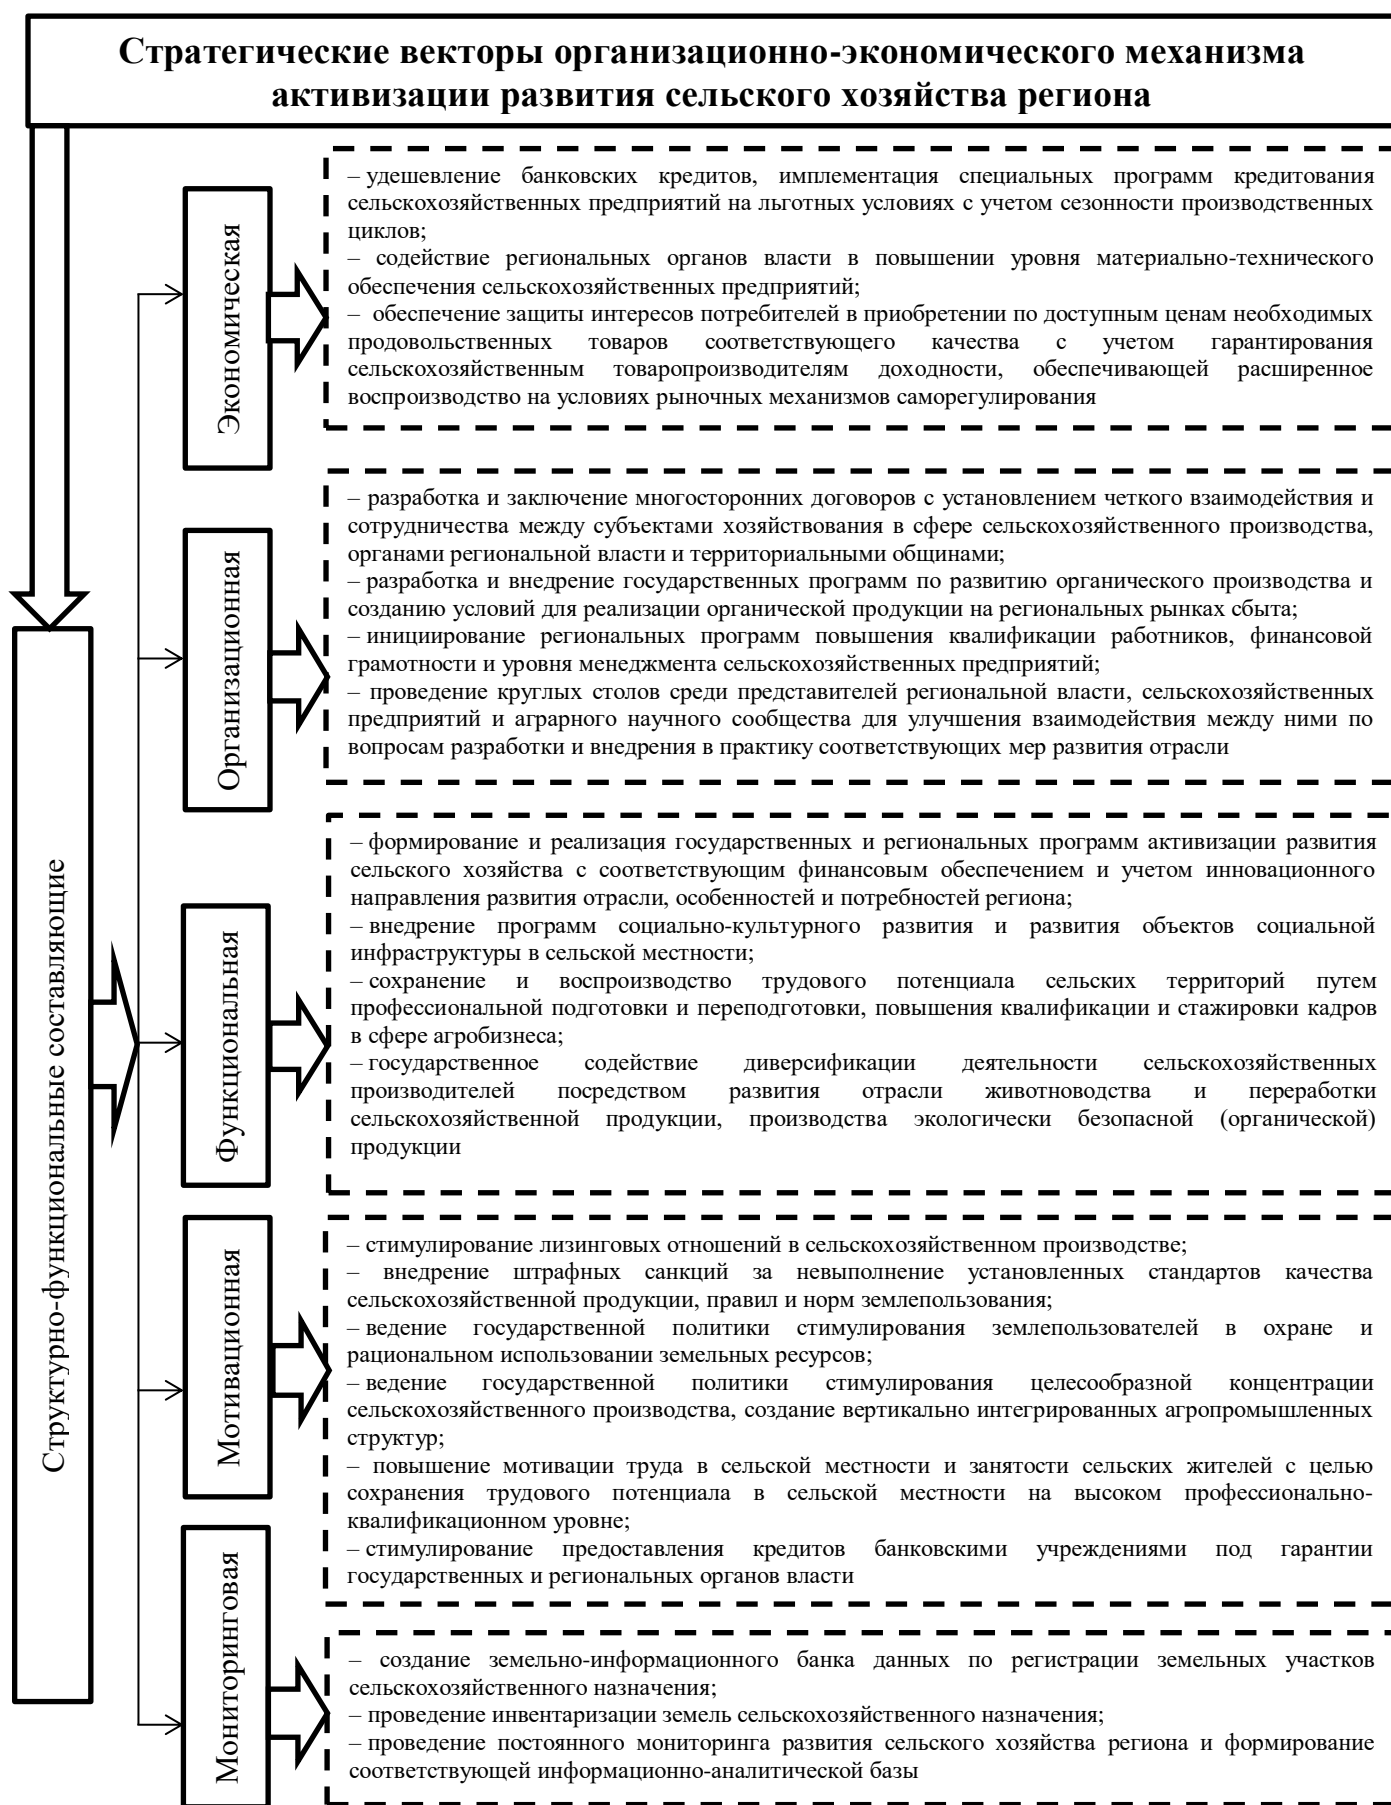 Стратегические векторы организационно-экономического механизма
активизации развития сельского хозяйства региона
Структурно-функциональные составляющие
Экономическая
– удешевление банковских кредитов, имплементация специальных программ кредитования
сельскохозяйственных предприятий на льготных условиях с учетом сезонности производственных
циклов;
– содействие региональных органов власти в повышении уровня материально-технического
обеспечения сельскохозяйственных предприятий;
– обеспечение защиты интересов потребителей в приобретении по доступным ценам необходимых
продовольственных товаров соответствующего качества с учетом гарантирования
сельскохозяйственным товаропроизводителям доходности, обеспечивающей расширенное
воспроизводство на условиях рыночных механизмов саморегулирования
Организационная
– разработка и заключение многосторонних договоров с установлением четкого взаимодействия и
сотрудничества между субъектами хозяйствования в сфере сельскохозяйственного производства,
органами региональной власти и территориальными общинами;
– разработка и внедрение государственных программ по развитию органического производства и
созданию условий для реализации органической продукции на региональных рынках сбыта;
– инициирование региональных программ повышения квалификации работников, финансовой
грамотности и уровня менеджмента сельскохозяйственных предприятий;
– проведение круглых столов среди представителей региональной власти, сельскохозяйственных
предприятий и аграрного научного сообщества для улучшения взаимодействия между ними по
вопросам разработки и внедрения в практику соответствующих мер развития отрасли
Функциональная
– формирование и реализация государственных и региональных программ активизации развития
сельского хозяйства с соответствующим финансовым обеспечением и учетом инновационного
направления развития отрасли, особенностей и потребностей региона;
– внедрение программ социально-культурного развития и развития объектов социальной
инфраструктуры в сельской местности;
– сохранение и воспроизводство трудового потенциала сельских территорий путем
профессиональной подготовки и переподготовки, повышения квалификации и стажировки кадров
в сфере агробизнеса;
– государственное содействие диверсификации деятельности сельскохозяйственных
производителей посредством развития отрасли животноводства и переработки
сельскохозяйственной продукции, производства экологически безопасной (органической)
продукции
Мотивационная
– стимулирование лизинговых отношений в сельскохозяйственном производстве;
– внедрение штрафных санкций за невыполнение установленных стандартов качества
сельскохозяйственной продукции, правил и норм землепользования;
– ведение государственной политики стимулирования землепользователей в охране и
рациональном использовании земельных ресурсов;
– ведение государственной политики стимулирования целесообразной концентрации
сельскохозяйственного производства, создание вертикально интегрированных агропромышленных
структур;
– повышение мотивации труда в сельской местности и занятости сельских жителей с целью
сохранения трудового потенциала в сельской местности на высоком профессионально-
квалификационном уровне;
– стимулирование предоставления кредитов банковскими учреждениями под гарантии
государственных и региональных органов власти
Мониторинговая
– создание земельно-информационного банка данных по регистрации земельных участков
сельскохозяйственного назначения;
– проведение инвентаризации земель сельскохозяйственного назначения;
– проведение постоянного мониторинга развития сельского хозяйства региона и формирование
соответствующей информационно-аналитической базы